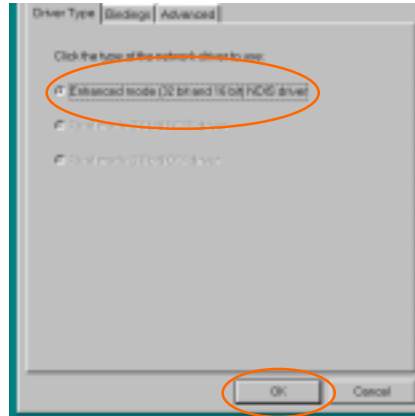 Driver Type Bindings Advanced
Click the type of the network driver to use:
Enhanced mode (32 bit and 16 bit) NDIS driver
OK Cancel